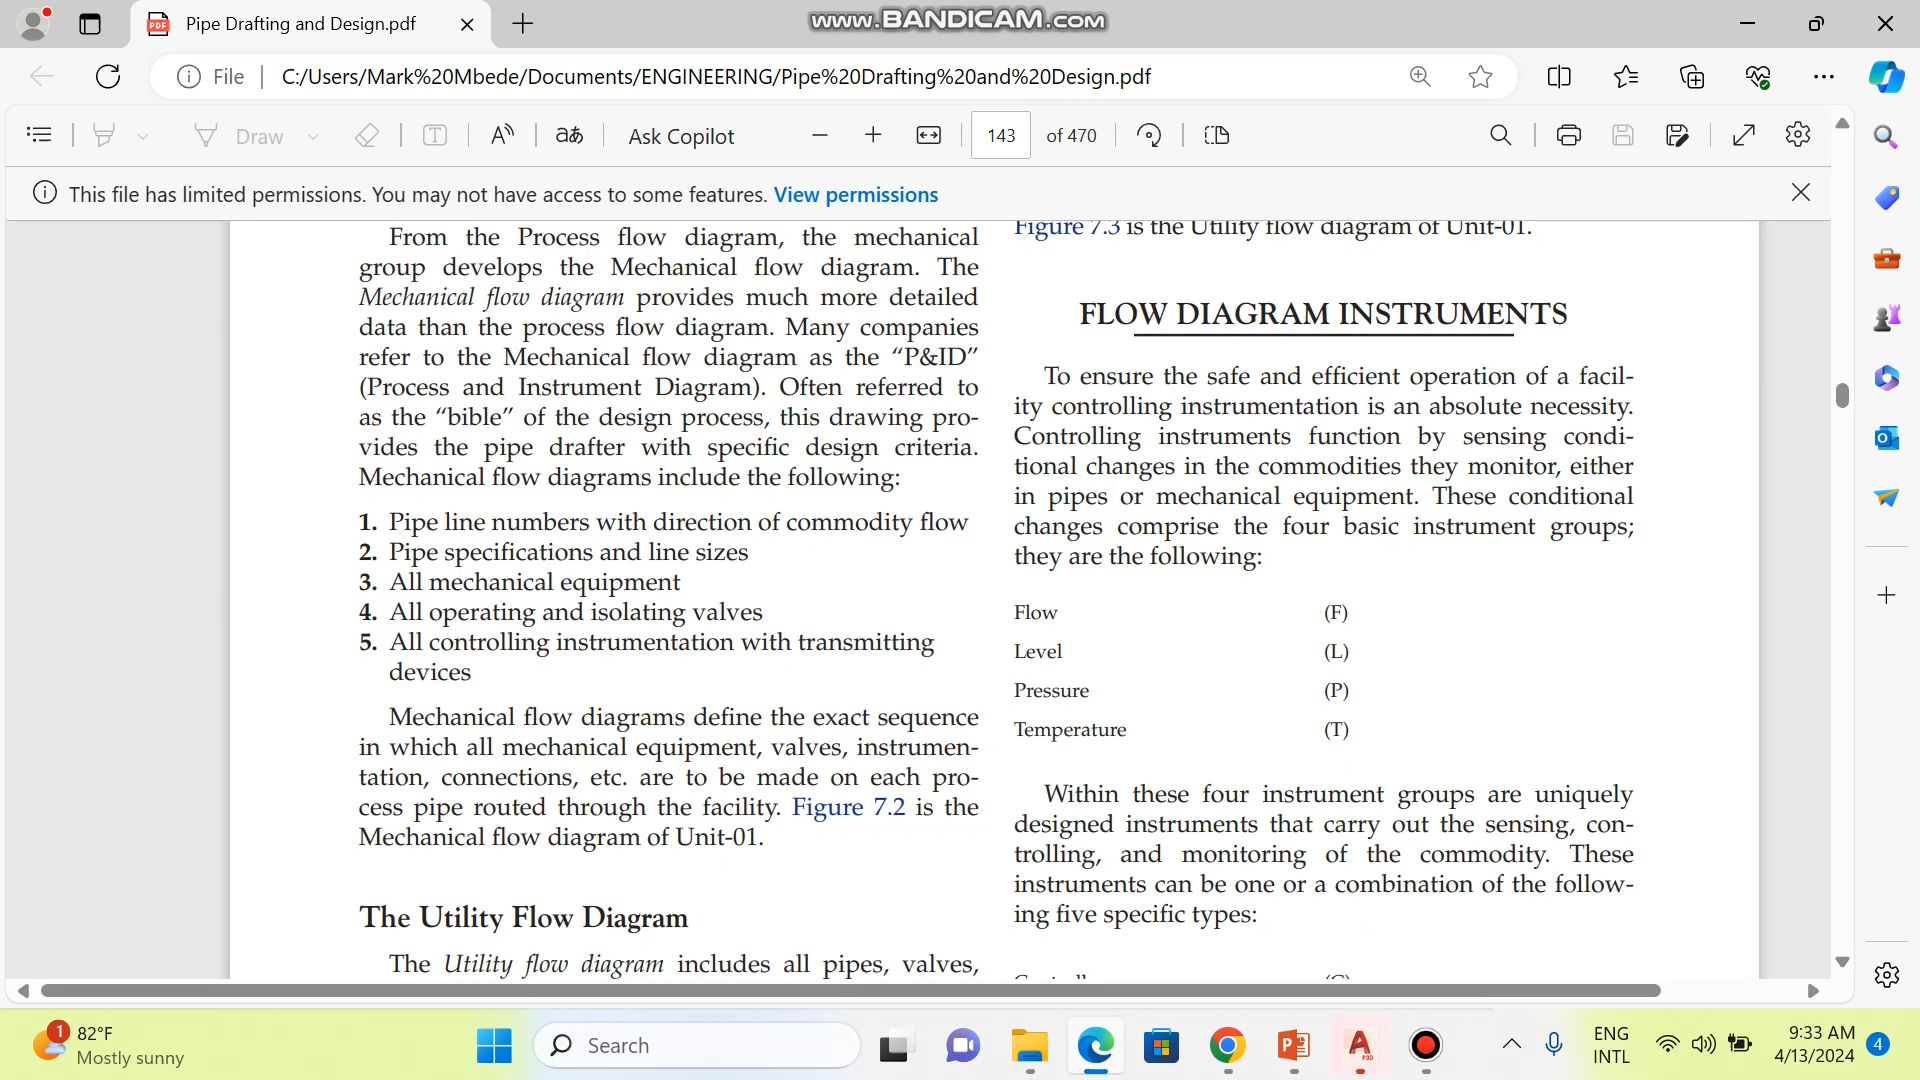 Pipe Drafting and Design.pdf
www.BANDICAM.com
File
C:/Users/Mark%20Mbede/Documents/ENGINEERING/Pipe%20Drafting%20and%20Design.pdf
Draw
Ask Copilot
143
of 470
This file has limited permissions. You may not have access to some features. View permissions
From the Process flow diagram, the mechanical
group develops the Mechanical flow diagram. The
Mechanical flow diagram provides much more detailed
data than the process flow diagram. Many companies
refer to the Mechanical flow diagram as the “P&ID”
(Process and Instrument Diagram). Often referred to
as the “bible” of the design process, this drawing pro-
vides the pipe drafter with specific design criteria.
Mechanical flow diagrams include the following:
1. Pipe line numbers with direction of commodity flow
2. Pipe specifications and line sizes
3. All mechanical equipment
4. All operating and isolating valves
5. All controlling instrumentation with transmitting
devices
Mechanical flow diagrams define the exact sequence
in which all mechanical equipment, valves, instrumen-
tation, connections, etc. are to be made on each pro-
cess pipe routed through the facility. Figure 7.2 is the
Mechanical flow diagram of Unit-01.
The Utility Flow Diagram
The Utility flow diagram includes all pipes, valves,
Figure 7.3 is the Utility flow diagram of Unit-01.
FLOW DIAGRAM INSTRUMENTS
To ensure the safe and efficient operation of a facil-
ity controlling instrumentation is an absolute necessity.
Controlling instruments function by sensing condi-
tional changes in the commodities they monitor, either
in pipes or mechanical equipment. These conditional
changes comprise the four basic instrument groups;
they are the following:
Flow (F)
Level (L)
Pressure (P)
Temperature (T)
Within these four instrument groups are uniquely
designed instruments that carry out the sensing, con-
trolling, and monitoring of the commodity. These
instruments can be one or a combination of the follow-
ing five specific types:
1
82°F
Mostly sunny
Search
ENG
INTL
9:33 AM
4/13/2024
4